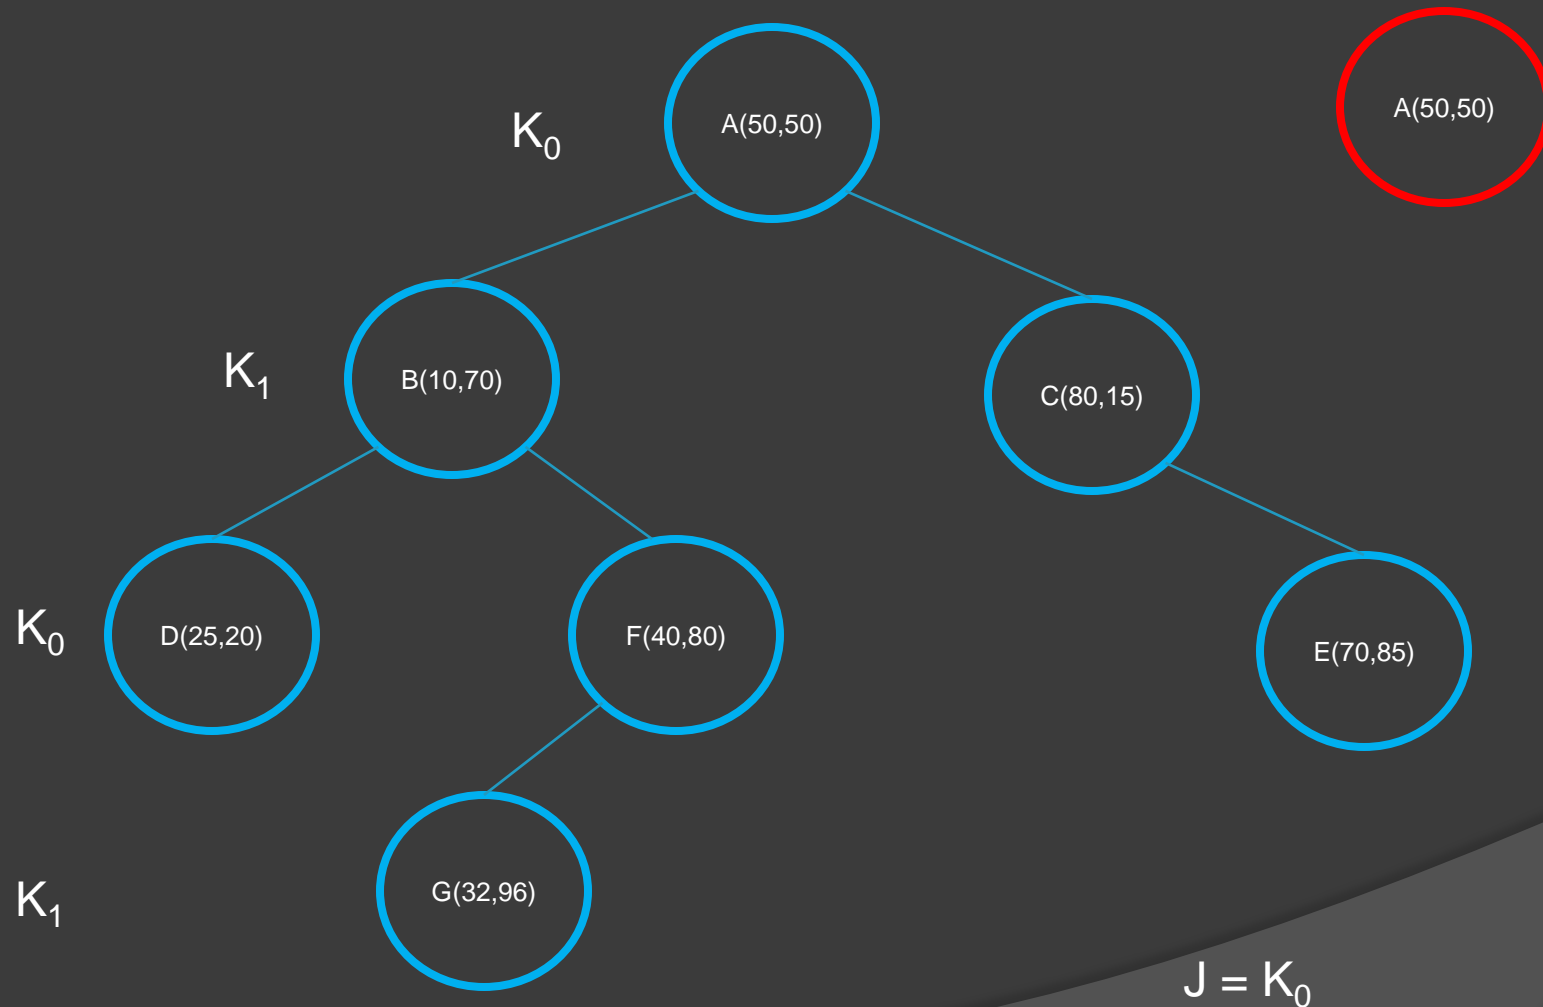 K₀
A(50,50)
A(50,50)
K₁
B(10,70)
C(80,15)
K₀
D(25,20)
F(40,80)
E(70,85)
K₁
G(32,96)
J = K₀